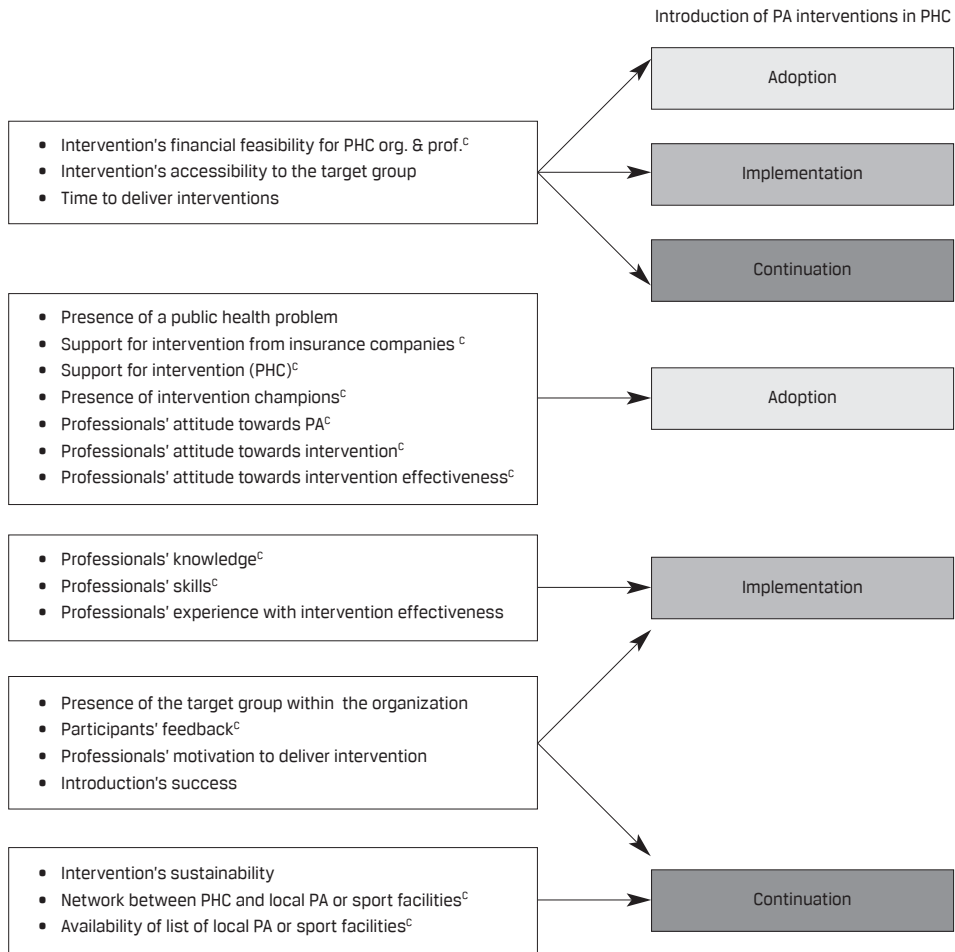 Introduction of PA interventions in PHC
Adoption
• Intervention's financial feasibility for PHC org. & prof.ᶜ
• Intervention's accessibility to the target group
• Time to deliver interventions
Implementation
Continuation
• Presence of a public health problem
• Support for intervention from insurance companies ᶜ
• Support for intervention (PHC)ᶜ
• Presence of intervention championsᶜ
• Professionals' attitude towards PAᶜ
• Professionals' attitude towards interventionᶜ
• Professionals' attitude towards intervention effectivenessᶜ
Adoption
• Professionals' knowledgeᶜ
• Professionals' skillsᶜ
• Professionals' experience with intervention effectiveness
Implementation
• Presence of the target group within the organization
• Participants' feedbackᶜ
• Professionals' motivation to deliver intervention
• Introduction's success
• Intervention's sustainability
• Network between PHC and local PA or sport facilitiesᶜ
• Availability of list of local PA or sport facilitiesᶜ
Continuation